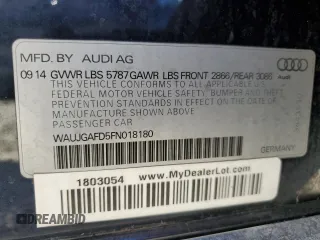 MFD. BY AUDI AG
09 14 GVWR LBS 5787 GAWR LBS FRONT 2866/REAR 3086
THIS VEHICLE CONFORMS TO ALL APPLICABLE U.S.
FEDERAL MOTOR VEHICLE SAFETY, BUMPER AND THEFT
PREVENTION STANDARDS IN EFFECT ON THE DATE OF
MANUFACTURE SHOWN ABOVE
PASSENGER CAR
WAUJGAFD5FN018180
GERMANY
1803054
www.MyDealerLot.com
DREAMBID